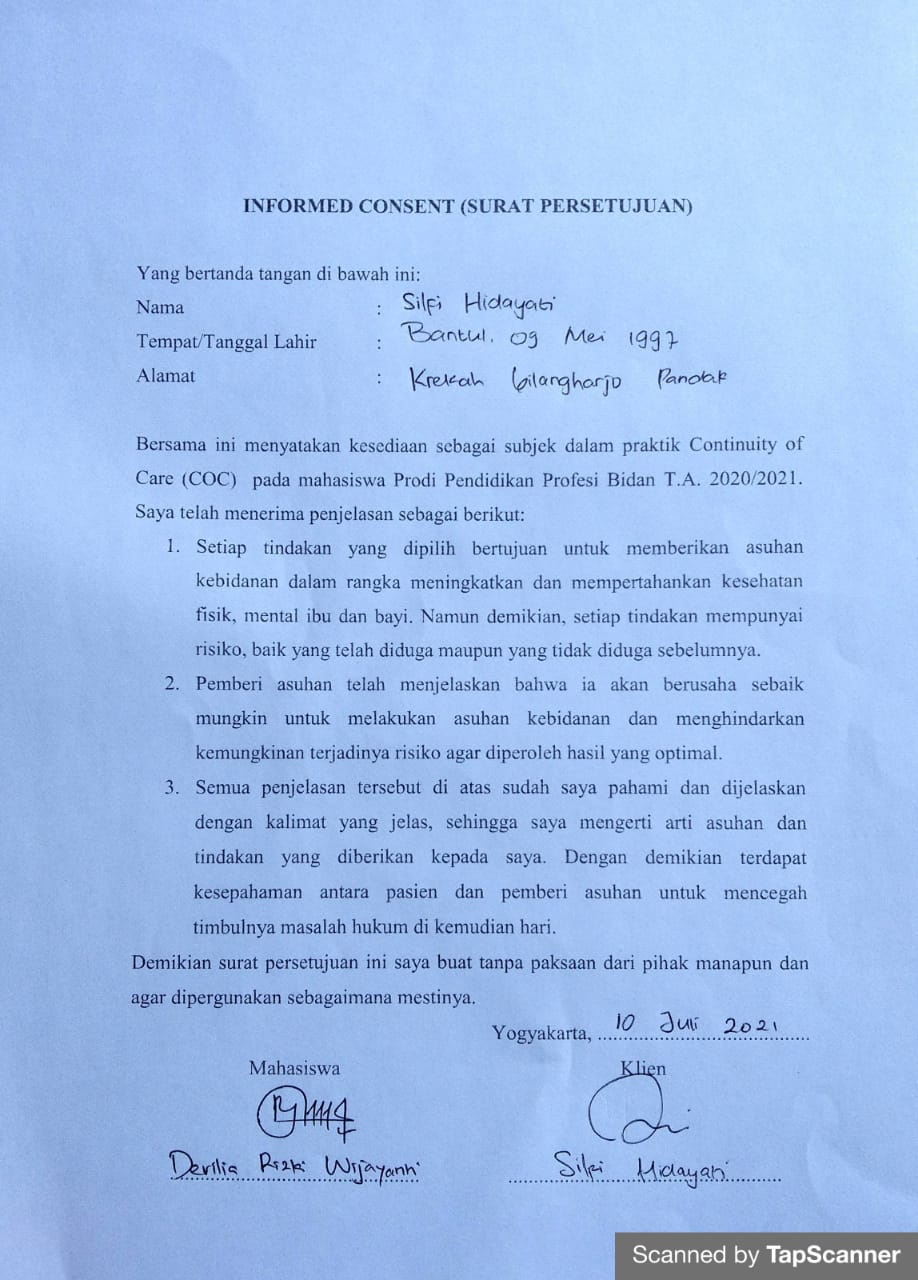 INFORMED CONSENT (SURAT PERSETUJUAN)
Yang bertanda tangan di bawah ini:
Nama : Silfi Hidayati
Tempat/Tanggal Lahir : Bantul, 09 Mei 1997
Alamat : Krekah Gilangharjo Pandak
Bersama ini menyatakan kesediaan sebagai subjek dalam praktik Continuity of
Care (COC) pada mahasiswa Prodi Pendidikan Profesi Bidan T.A. 2020/2021.
Saya telah menerima penjelasan sebagai berikut:
1. Setiap tindakan yang dipilih bertujuan untuk memberikan asuhan
kebidanan dalam rangka meningkatkan dan mempertahankan kesehatan
fisik, mental ibu dan bayi. Namun demikian, setiap tindakan mempunyai
risiko, baik yang telah diduga maupun yang tidak diduga sebelumnya.
2. Pemberi asuhan telah menjelaskan bahwa ia akan berusaha sebaik
mungkin untuk melakukan asuhan kebidanan dan menghindarkan
kemungkinan terjadinya risiko agar diperoleh hasil yang optimal.
3. Semua penjelasan tersebut di atas sudah saya pahami dan dijelaskan
dengan kalimat yang jelas, sehingga saya mengerti arti asuhan dan
tindakan yang diberikan kepada saya. Dengan demikian terdapat
kesepahaman antara pasien dan pemberi asuhan untuk mencegah
timbulnya masalah hukum di kemudian hari.
Demikian surat persetujuan ini saya buat tanpa paksaan dari pihak manapun dan
agar dipergunakan sebagaimana mestinya.
Yogyakarta, 10 Juli 2021
Mahasiswa Klien
Devilia Rizki Wijayanti Silfi Hidayati
Scanned by TapScanner